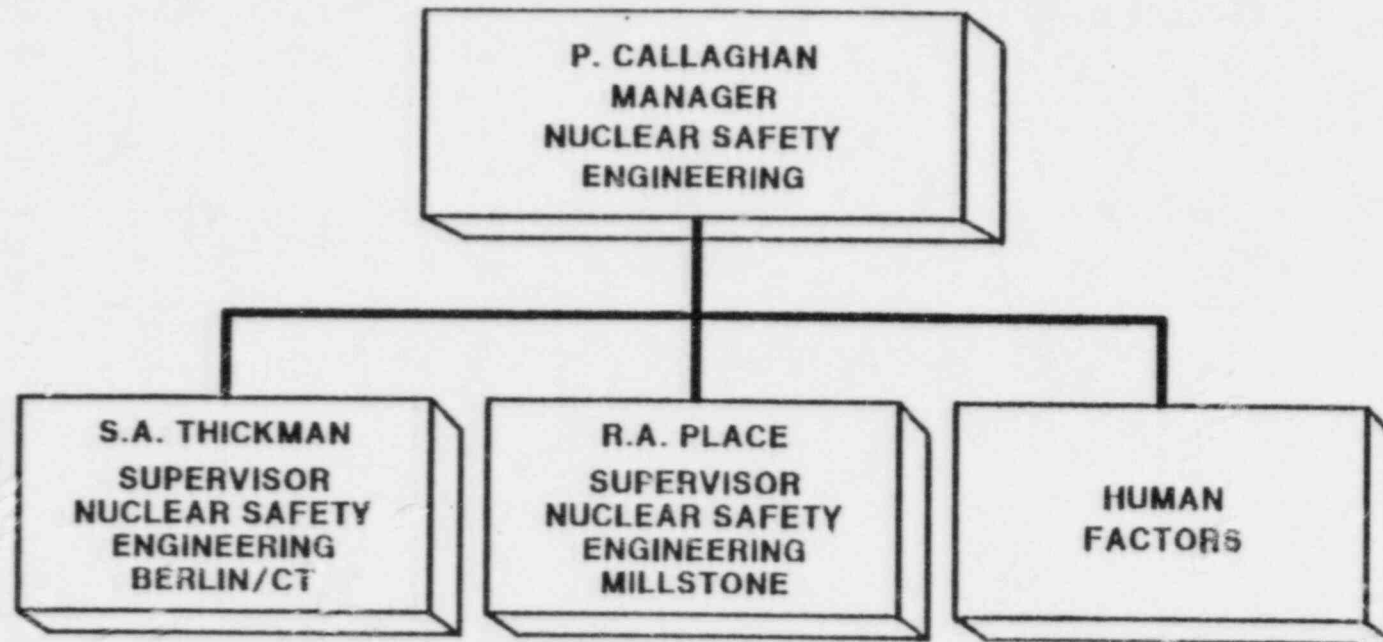 P. CALLAGHAN
MANAGER
NUCLEAR SAFETY
ENGINEERING
S.A. THICKMAN
SUPERVISOR
NUCLEAR SAFETY
ENGINEERING
BERLIN/CT
R.A. PLACE
SUPERVISOR
NUCLEAR SAFETY
ENGINEERING
MILLSTONE
HUMAN
FACTORS